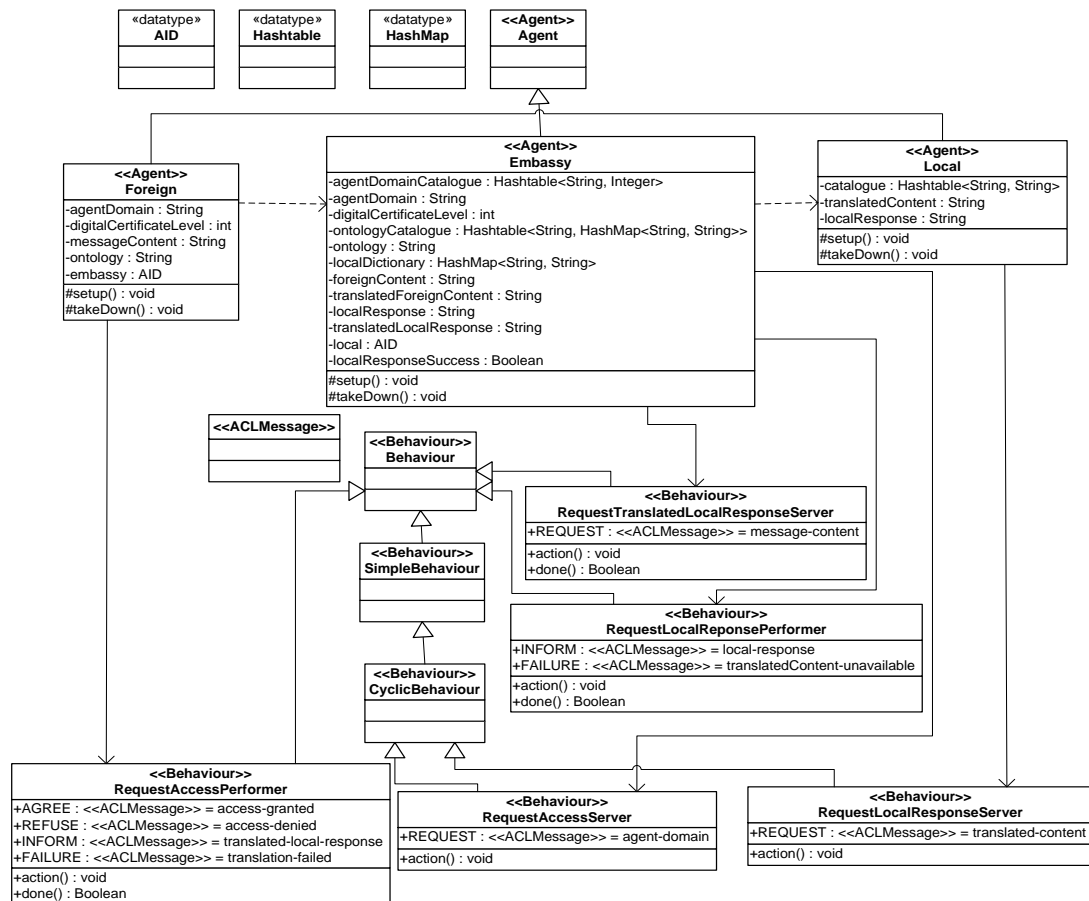 «datatype»
AID
«datatype»
Hashtable
«datatype»
HashMap
<<Agent>>
Agent
<<Agent>>
Foreign
-agentDomain : String
-digitalCertificateLevel : int
-messageContent : String
-ontology : String
-embassy : AID
#setup() : void
#takeDown() : void
<<Agent>>
Embassy
-agentDomainCatalogue : Hashtable<String, Integer>
-agentDomain : String
-digitalCertificateLevel : int
-ontologyCatalogue : Hashtable<String, HashMap<String, String>>
-ontology : String
-localDictionary : HashMap<String, String>
-foreignContent : String
-translatedForeignContent : String
-localResponse : String
-translatedLocalResponse : String
-local : AID
-localResponseSuccess : Boolean
#setup() : void
#takeDown() : void
<<Agent>>
Local
-catalogue : Hashtable<String, String>
-translatedContent : String
-localResponse : String
#setup() : void
#takeDown() : void
<<ACLMessage>>
<<Behaviour>>
Behaviour
<<Behaviour>>
RequestTranslatedLocalResponseServer
+REQUEST : <<ACLMessage>> = message-content
+action() : void
+done() : Boolean
<<Behaviour>>
SimpleBehaviour
<<Behaviour>>
RequestLocalReponsePerformer
+INFORM : <<ACLMessage>> = local-response
+FAILURE : <<ACLMessage>> = translatedContent-unavailable
+action() : void
+done() : Boolean
<<Behaviour>>
CyclicBehaviour
<<Behaviour>>
RequestAccessPerformer
+AGREE : <<ACLMessage>> = access-granted
+REFUSE : <<ACLMessage>> = access-denied
+INFORM : <<ACLMessage>> = translated-local-response
+FAILURE : <<ACLMessage>> = translation-failed
+action() : void
+done() : Boolean
<<Behaviour>>
RequestAccessServer
+REQUEST : <<ACLMessage>> = agent-domain
+action() : void
<<Behaviour>>
RequestLocalResponseServer
+REQUEST : <<ACLMessage>> = translated-content
+action() : void